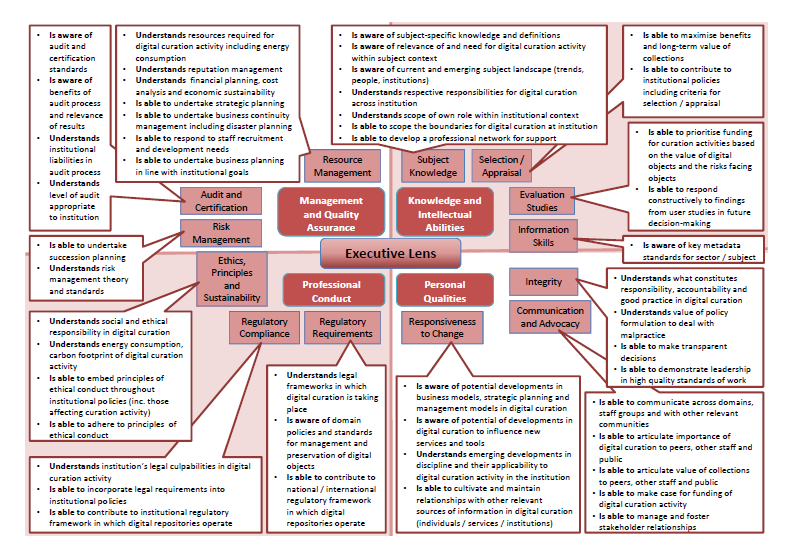 • Is aware of
audit and
certification
standards
• Is aware of
benefits of
audit process
and relevance
of results
• Understands
institutional
liabilities in
audit process
• Understands
level of audit
appropriate
to institution
• Understands resources required for
digital curation activity including energy
consumption
• Understands reputation management
• Understands financial planning, cost
analysis and economic sustainability
• Is able to undertake strategic planning
• Is able to undertake business continuity
management including disaster planning
• Is able to respond to staff recruitment
and development needs
• Is able to undertake business planning
in line with institutional goals
• Is aware of subject-specific knowledge and definitions
• Is aware of relevance of and need for digital curation activity
within subject context
• Is aware of current and emerging subject landscape (trends,
people, institutions)
• Understands respective responsibilities for digital curation
across institution
• Understands scope of own role within institutional context
• Is able to scope the boundaries for digital curation at institution
• Is able to develop a professional network for support
• Is able to maximise benefits
and long-term value of
collections
• Is able to contribute to
institutional policies
including criteria for
selection / appraisal
• Is able to prioritise funding
for curation activities based
on the value of digital
objects and the risks facing
objects
• Is able to respond
constructively to findings
from user studies in future
decision-making
Resource
Management
Subject
Knowledge
Selection /
Appraisal
Audit and
Certification
Management
and Quality
Assurance
Knowledge and
Intellectual
Abilities
Evaluation
Studies
Risk
Management
Information
Skills
• Is able to undertake
succession planning
• Understands risk
management theory
and standards
• Is aware of key metadata
standards for sector / subject
Executive Lens
Ethics,
Principles
and
Sustainability
Professional
Conduct
Personal
Qualities
Integrity
Regulatory
Compliance
Regulatory
Requirements
Responsiveness
to Change
Communication
and Advocacy
• Understands what constitutes
responsibility, accountability and
good practice in digital curation
• Understands value of policy
formulation to deal with
malpractice
• Is able to make transparent
decisions
• Is able to demonstrate leadership
in high quality standards of work
• Understands social and ethical
responsibility in digital curation
• Understands energy consumption,
carbon footprint of digital curation
activity
• Is able to embed principles of
ethical conduct throughout
institutional policies (inc. those
affecting curation activity)
• Is able to adhere to principles of
ethical conduct
• Understands institution's legal culpabilities in digital
curation activity
• Is able to incorporate legal requirements into
institutional policies
• Is able to contribute to institutional regulatory
framework in which digital repositories operate
• Understands legal
frameworks in which
digital curation is taking
place
• Is aware of domain
policies and standards
for management and
preservation of digital
objects
• Is able to contribute to
national / international
regulatory framework
in which digital
repositories operate
• Is aware of potential developments in
business models, strategic planning and
management models in digital curation
• Is aware of potential of developments in
digital curation to influence new
services and tools
• Understands emerging developments in
discipline and their applicability to
digital curation activity in the institution
• Is able to cultivate and maintain
relationships with other relevant
sources of information in digital curation
(individuals / services / institutions)
• Is able to communicate across domains,
staff groups and with other relevant
communities
• Is able to articulate importance of
digital curation to peers, other staff and
public
• Is able to articulate value of collections
to peers, other staff and public
• Is able to make case for funding of
digital curation activity
• Is able to manage and foster
stakeholder relationships